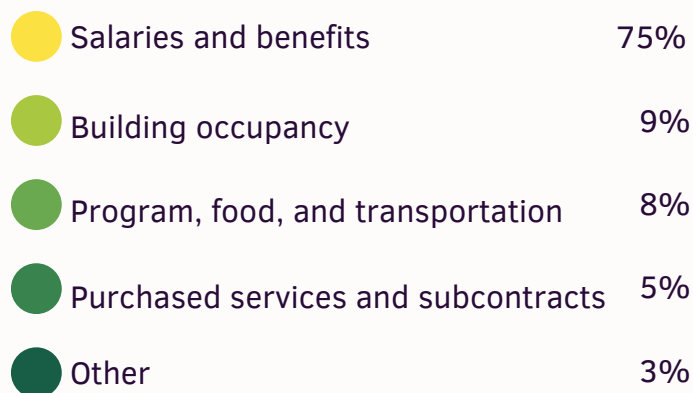 Salaries and benefits 75%
Building occupancy 9%
Program, food, and transportation 8%
Purchased services and subcontracts 5%
Other 3%